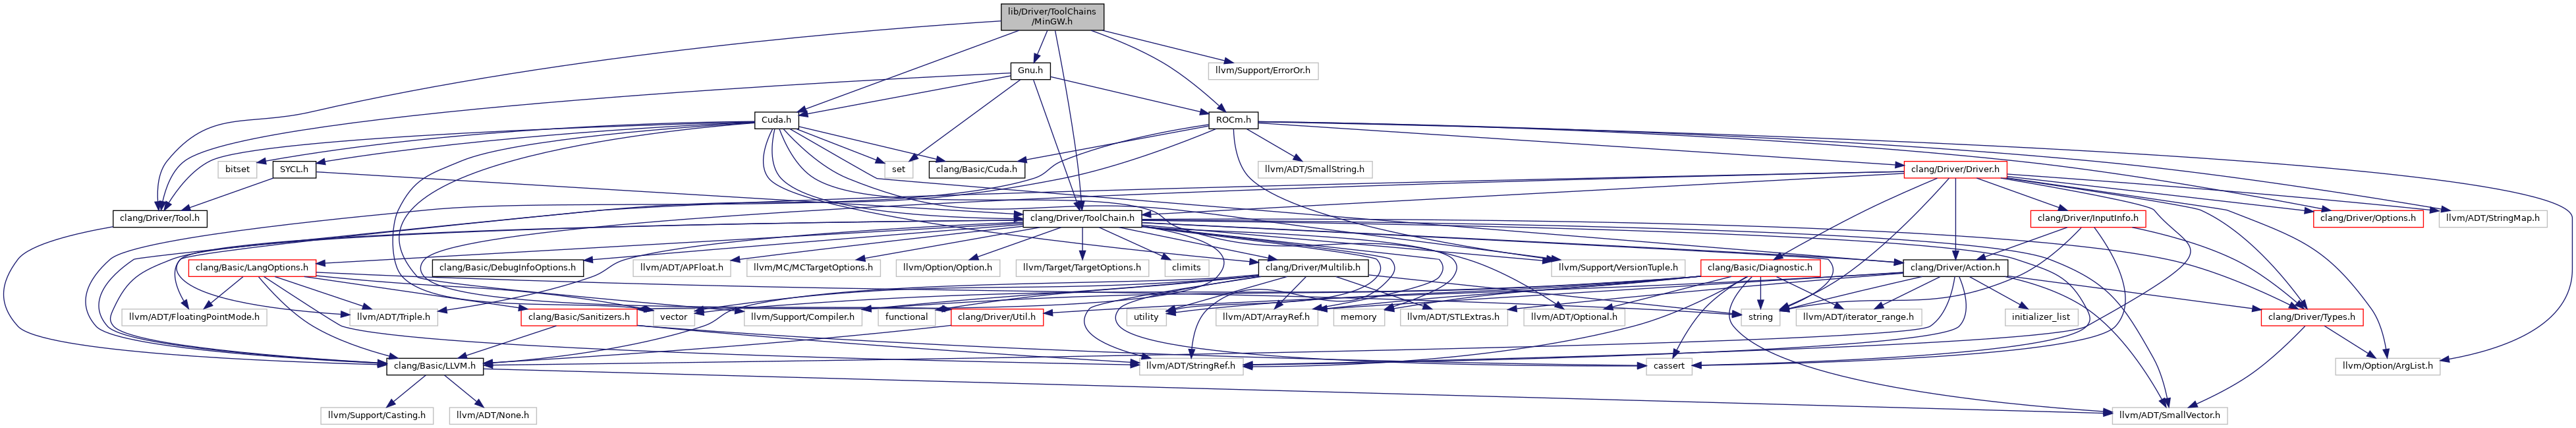 lib/Driver/ToolChains
/MinGW.h
Gnu.h
llvm/Support/ErrorOr.h
Cuda.h
ROCm.h
bitset
SYCL.h
set
clang/Basic/Cuda.h
llvm/ADT/SmallString.h
clang/Driver/Driver.h
clang/Driver/Tool.h
clang/Driver/ToolChain.h
clang/Driver/InputInfo.h
clang/Driver/Options.h
llvm/ADT/StringMap.h
clang/Basic/LangOptions.h
clang/Basic/DebugInfoOptions.h
llvm/ADT/APFloat.h
llvm/MC/MCTargetOptions.h
llvm/Option/Option.h
llvm/Target/TargetOptions.h
climits
clang/Driver/Multilib.h
llvm/Support/VersionTuple.h
clang/Basic/Diagnostic.h
clang/Driver/Action.h
llvm/ADT/FloatingPointMode.h
llvm/ADT/Triple.h
clang/Basic/Sanitizers.h
vector
llvm/Support/Compiler.h
functional
clang/Driver/Util.h
utility
llvm/ADT/ArrayRef.h
memory
llvm/ADT/STLExtras.h
llvm/ADT/Optional.h
string
llvm/ADT/iterator_range.h
initializer_list
clang/Driver/Types.h
clang/Basic/LLVM.h
llvm/ADT/StringRef.h
cassert
llvm/Option/ArgList.h
llvm/Support/Casting.h
llvm/ADT/None.h
llvm/ADT/SmallVector.h